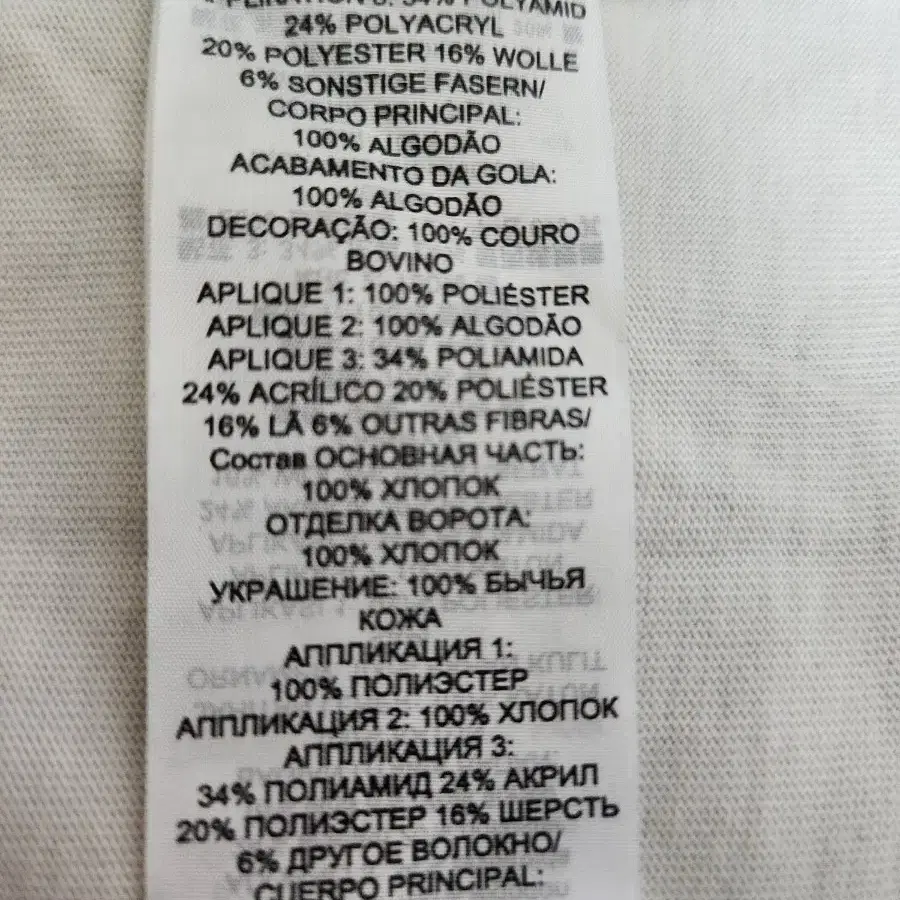 24% POLYACRYL
20% POLYESTER 16% WOLLE
6% SONSTIGE FASERN/
CORPO PRINCIPAL:
100% ALGODÃO
ACABAMENTO DA GOLA:
100% ALGODÃO
DECORAÇÃO: 100% COURO
BOVINO
APLIQUE 1: 100% POLIÉSTER
APLIQUE 2: 100% ALGODÃO
APLIQUE 3: 34% POLIAMIDA
24% ACRÍLICO 20% POLIÉSTER
16% LÃ 6% OUTRAS FIBRAS/
Состав ОСНОВНАЯ ЧАСТЬ:
100% ХЛОПОК
ОТДЕЛКА ВОРОТА:
100% ХЛОПОК
УКРАШЕНИЕ: 100% БЫЧЬЯ
КОЖА
АППЛИКАЦИЯ 1:
100% ПОЛИЭСТЕР
АППЛИКАЦИЯ 2: 100% ХЛОПОК
АППЛИКАЦИЯ 3:
34% ПОЛИАМИД 24% АКРИЛ
20% ПОЛИЭСТЕР 16% ШЕРСТЬ
6% ДРУГОЕ ВОЛОКНО/
CUERPO PRINCIPAL: